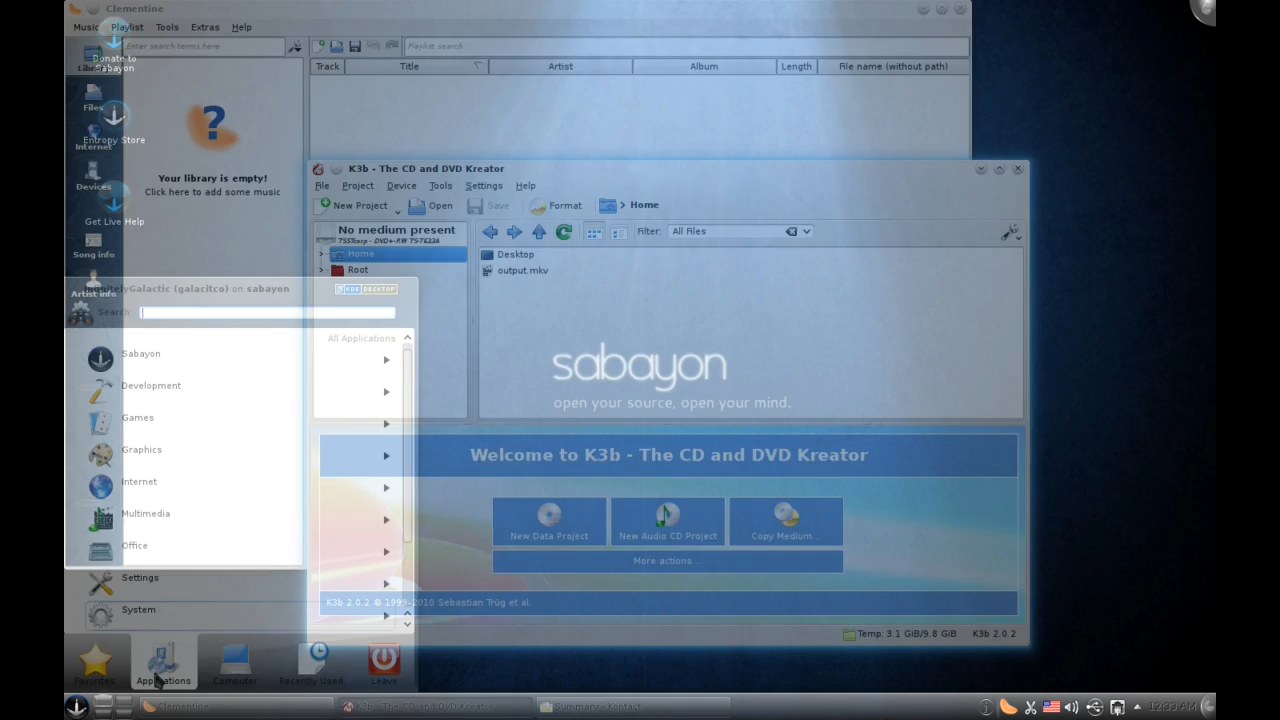 Clementine
Music Playlist Tools Extras Help
Enter search terms here
Playlist search
Donate to
Sabayon
Track Title Artist Album Length File name (without path)
Files
Entropy Store
Internet
Your library is empty!
Click here to add some music
Devices
Get Live Help
Song info
Artist info
K3b - The CD and DVD Kreator
File Project Device Tools Settings Help
New Project Open Save Format Home
No medium present
TSSTcorp - DVD+-RW TS-T633A
Filter: All Files
Home
Root
Desktop
output.mkv
(galacitco) on sabayon
KDE DESKTOP
Search:
All Applications
Sabayon
Development
Games
Graphics
Internet
Multimedia
Office
Settings
System
sabayon
open your source, open your mind.
Welcome to K3b - The CD and DVD Kreator
New Data Project New Audio CD Project Copy Medium...
More actions...
K3b 2.0.2 © 1999-2010 Sebastian Trüg et al.
Temp: 3.1 GiB/9.8 GiB K3b 2.0.2
Favorites Applications Computer Recently Used Leave
Clementine K3b - The CD and DVD Kreator Summary - Kontact
12:33 AM